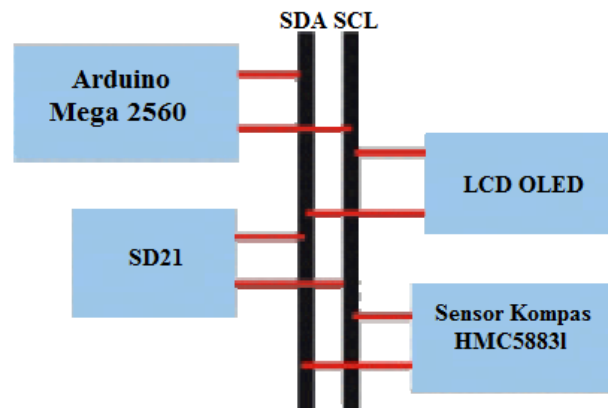 SDA SCL
Arduino
Mega 2560
LCD OLED
SD21
Sensor Kompas
HMC5883l